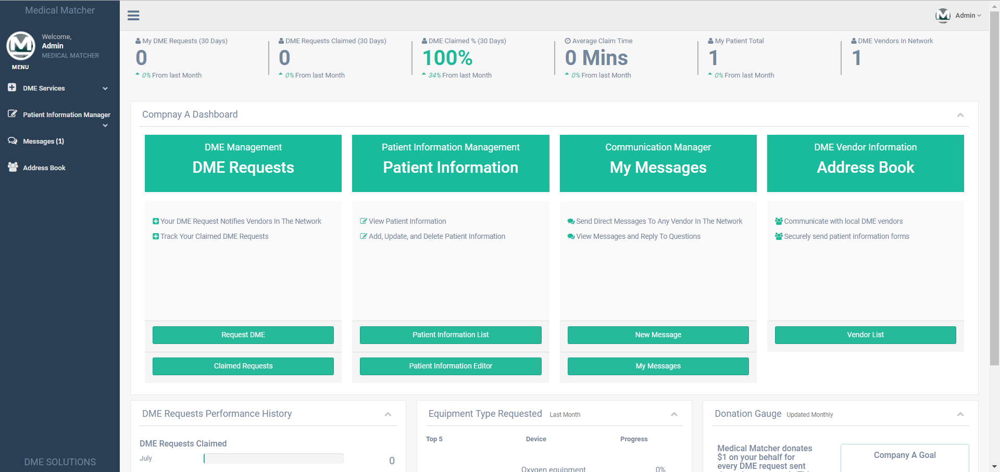 Medical Matcher
Welcome,
Admin
MEDICAL MATCHER
MENU
DME Services
Patient Information Manager
Messages (1)
Address Book
DME SOLUTIONS
Admin
My DME Requests (30 Days)
0
0% From last Month
DME Requests Claimed (30 Days)
0
0% From last Month
DME Claimed % (30 Days)
100%
34% From last Month
Average Claim Time
0 Mins
0% From last Month
My Patient Total
1
0% From last Month
DME Vendors In Network
1
Compnay A Dashboard
DME Management
DME Requests
Your DME Request Notifies Vendors In The Network
Track Your Claimed DME Requests
Request DME
Claimed Requests
Patient Information Management
Patient Information
View Patient Information
Add, Update, and Delete Patient Information
Patient Information List
Patient Information Editor
Communication Manager
My Messages
Send Direct Messages To Any Vendor In The Network
View Messages and Reply To Questions
New Message
My Messages
DME Vendor Information
Address Book
Communicate with local DME vendors
Securely send patient information forms
Vendor List
DME Requests Performance History
DME Requests Claimed
July
0
Equipment Type Requested Last Month
Top 5 Device Progress
Oxygen equipment 0%
Donation Gauge Updated Monthly
Medical Matcher donates
$1 on your behalf for
every DME request sent
Company A Goal